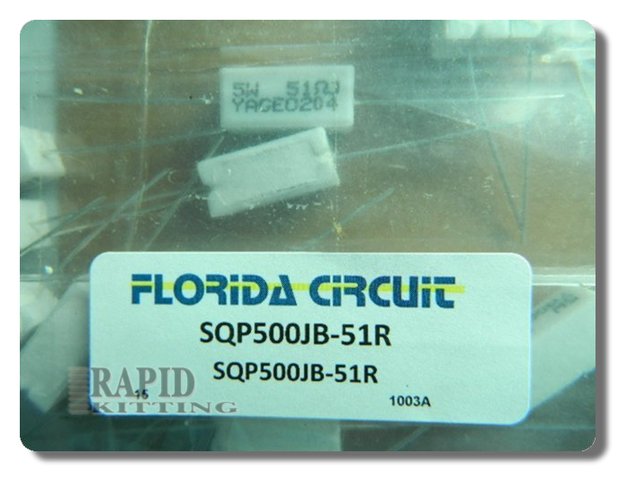 5W 51ΩJ
YAGEO204
FLORIDA CIRCUIT
SQP500JB-51R
SQP500JB-51R
RAPID
KITTING
15
1003A